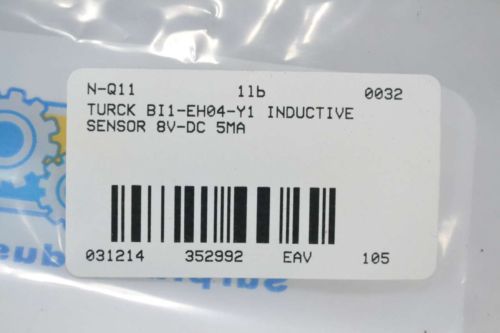 N-Q11 1lb 0032
TURCK BI1-EH04-Y1 INDUCTIVE
SENSOR 8V-DC 5MA
031214 352992 EAV 105